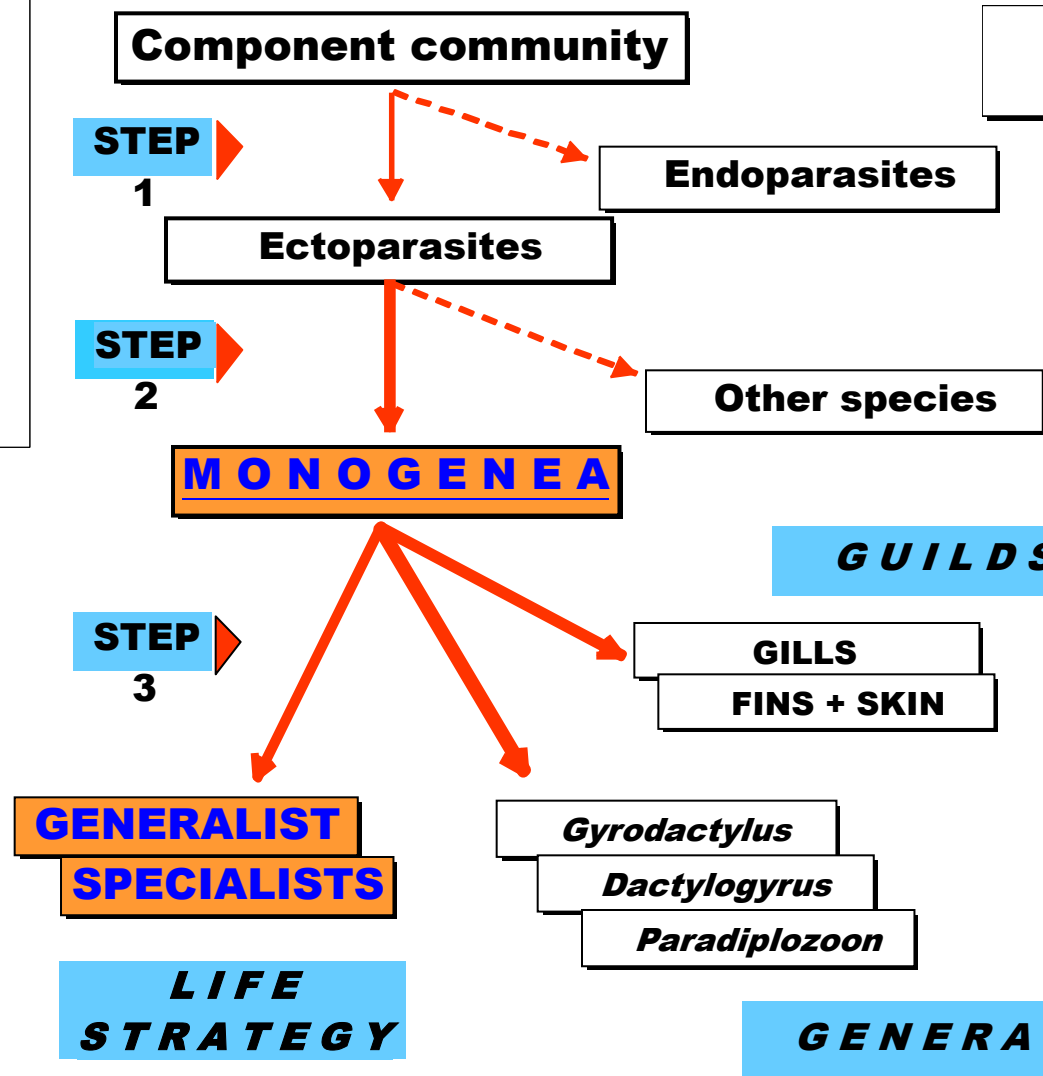 Component community
STEP
1
Endoparasites
Ectoparasites
STEP
2
Other species
M O N O G E N E A
G U I L D S
STEP
3
GILLS
FINS + SKIN
GENERALIST
SPECIALISTS
Gyrodactylus
Dactylogyrus
Paradiplozoon
L I F E
S T R A T E G Y
G E N E R A